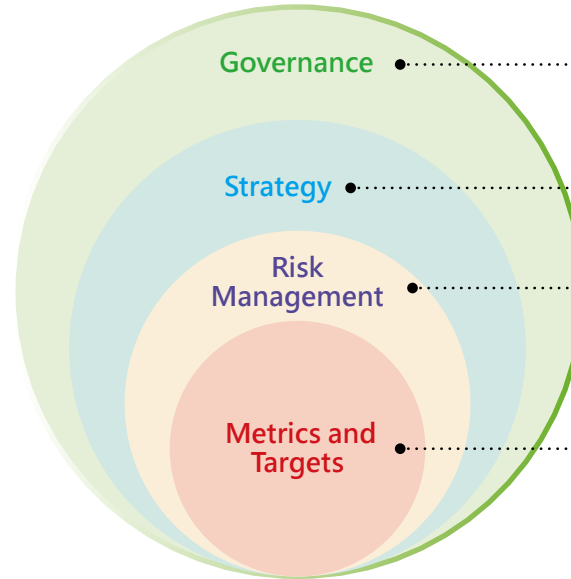 Governance
Strategy
Risk
Management
Metrics and
Targets